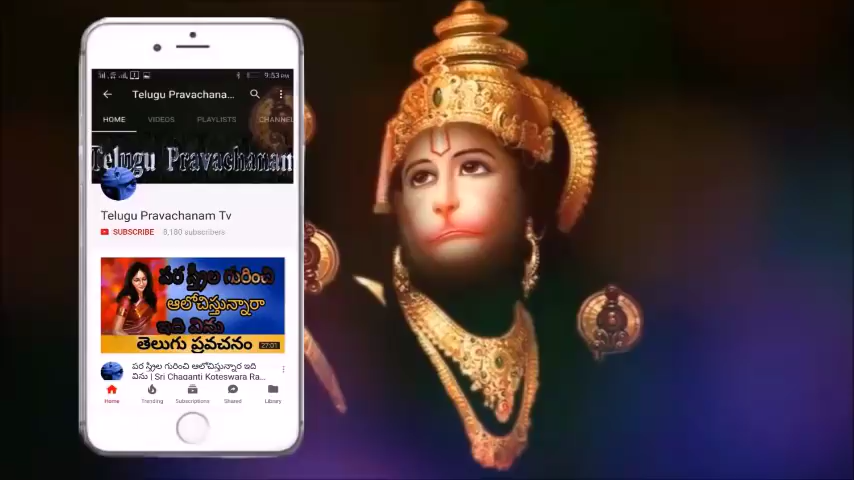 9:53 PM
Telugu Pravachana...
HOME VIDEOS PLAYLISTS CHANNEL
Telugu Pravachanam
Telugu Pravachanam Tv
SUBSCRIBE 8,180 subscribers
పర స్త్రీల గురించి
ఆలోచిస్తున్నారా
ఇది విను
తెలుగు ప్రవచనం 27:01
పర స్త్రీల గురించి ఆలోచిస్తున్నార ఇది
విను | Sri Chaganti Koteswara Ra...
Home Trending Subscriptions Shared Library